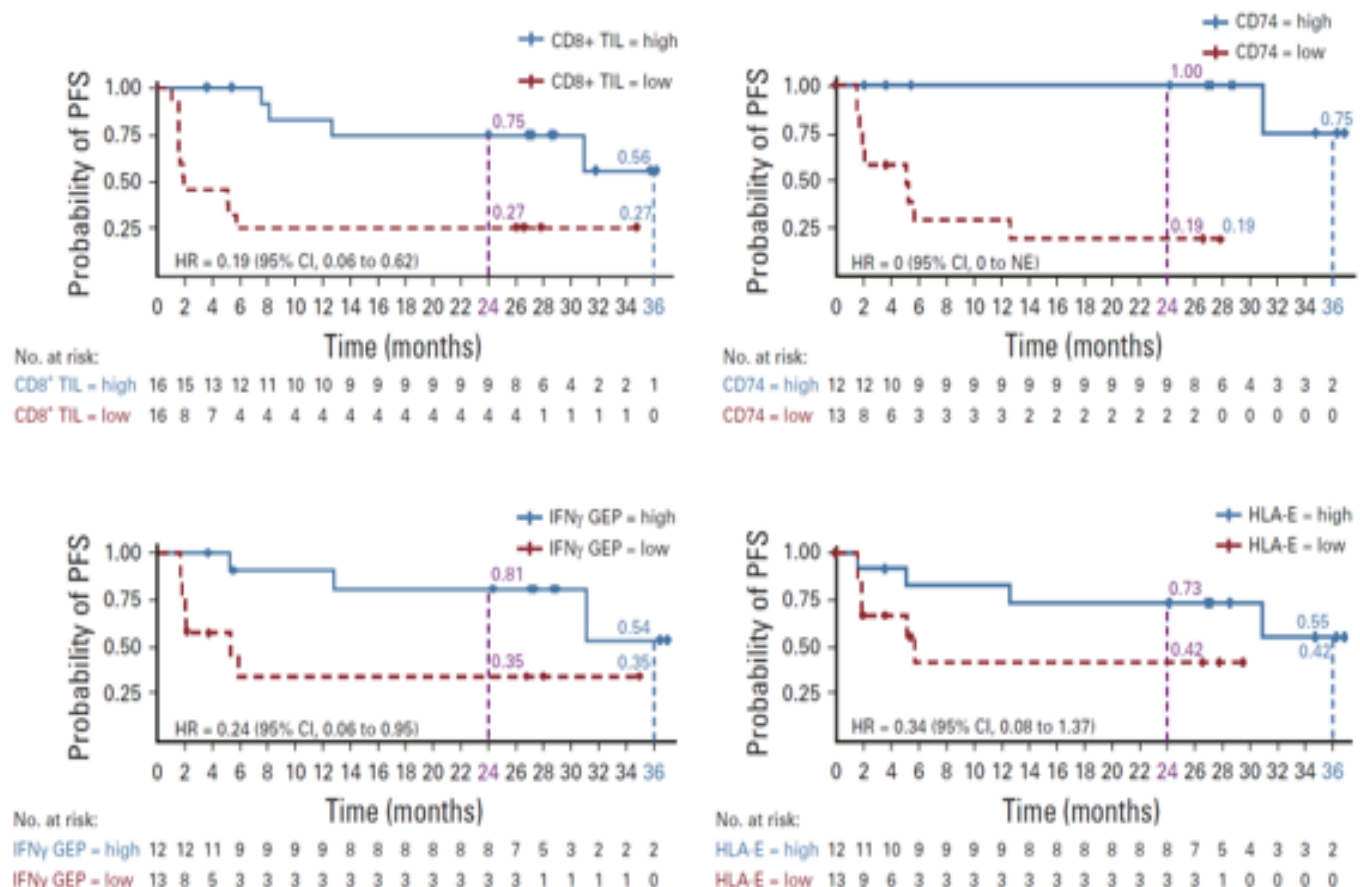 CD8+ TIL = high
CD8+ TIL = low
Probability of PFS
1.00
0.75
0.50
0.25
0.75
0.56
0.27
0.27
HR = 0.19 (95% CI, 0.06 to 0.62)
0 2 4 6 8 10 12 14 16 18 20 22 24 26 28 30 32 34 36
Time (months)
No. at risk:
CD8+ TIL = high 16 15 13 12 11 10 10 9 9 9 9 9 9 8 6 4 2 2 1
CD8+ TIL = low 16 8 7 4 4 4 4 4 4 4 4 4 4 4 1 1 1 1 0
CD74 = high
CD74 = low
Probability of PFS
1.00
0.75
0.50
0.25
1.00
0.75
0.19
0.19
HR = 0 (95% CI, 0 to NE)
0 2 4 6 8 10 12 14 16 18 20 22 24 26 28 30 32 34 36
Time (months)
No. at risk:
CD74 = high 12 12 10 9 9 9 9 9 9 9 9 9 9 8 6 4 3 3 2
CD74 = low 13 8 6 3 3 3 3 2 2 2 2 2 2 2 0 0 0 0 0
IFNγ GEP = high
IFNγ GEP = low
Probability of PFS
1.00
0.75
0.50
0.25
0.81
0.54
0.35
0.35
HR = 0.24 (95% CI, 0.06 to 0.95)
0 2 4 6 8 10 12 14 16 18 20 22 24 26 28 30 32 34 36
Time (months)
No. at risk:
IFNγ GEP = high 12 12 11 9 9 9 9 8 8 8 8 8 8 7 5 3 2 2 2
IFNγ GEP = low 13 8 5 3 3 3 3 3 3 3 3 3 3 3 1 1 1 1 0
HLA-E = high
HLA-E = low
Probability of PFS
1.00
0.75
0.50
0.25
0.73
0.55
0.42
0.42
HR = 0.34 (95% CI, 0.08 to 1.37)
0 2 4 6 8 10 12 14 16 18 20 22 24 26 28 30 32 34 36
Time (months)
No. at risk:
HLA-E = high 12 11 10 9 9 9 9 8 8 8 8 8 8 7 5 4 3 3 2
HLA-E = low 13 9 6 3 3 3 3 3 3 3 3 3 3 3 1 0 0 0 0